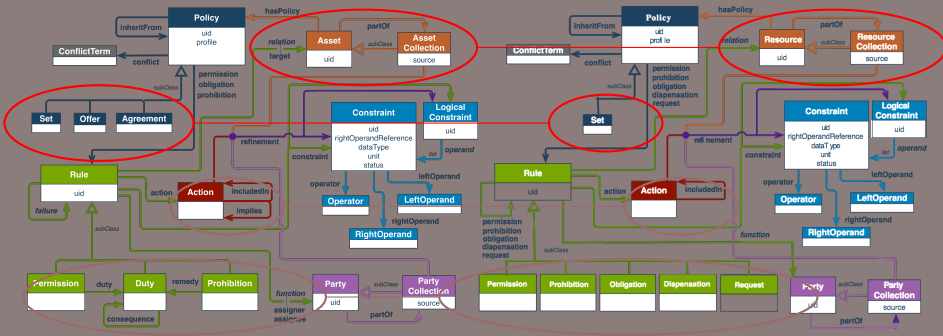 Policy
uid
profile
hasPolicy
inheritFrom
ConflictTerm
conflict
permission
obligation
prohibition
subClass
relation
target
Asset
uid
partOf
subClass
Asset
Collection
source
Set
Offer
Agreement
Constraint
uid
rightOperandReference
dataType
unit
status
Logical
Constraint
uid
operand
list
refinement
constraint
Rule
uid
failure
action
Action
includedIn
implies
operator
Operator
leftOperand
LeftOperand
rightOperand
RightOperand
subClass
subClass
Permission
duty
Duty
remedy
Prohibition
consequence
function
assigner
Party
uid
subClass
partOf
Party
Collection
source
Policy
uid
profile
hasPolicy
inheritFrom
ConflictTerm
conflict
permission
prohibition
obligation
dispensation
request
subClass
relation
Resource
uid
partOf
subClass
Resource
Collection
source
Set
Constraint
uid
rightOperandReference
dataType
unit
status
Logical
Constraint
uid
operand
list
refinement
constraint
Rule
uid
action
Action
includedIn
operator
Operator
leftOperand
LeftOperand
rightOperand
RightOperand
permission
prohibition
obligation
dispensation
request
subClass
function
subClass
Permission
Prohibition
Obligation
Dispensation
Request
Party
uid
subClass
partOf
Party
Collection
source